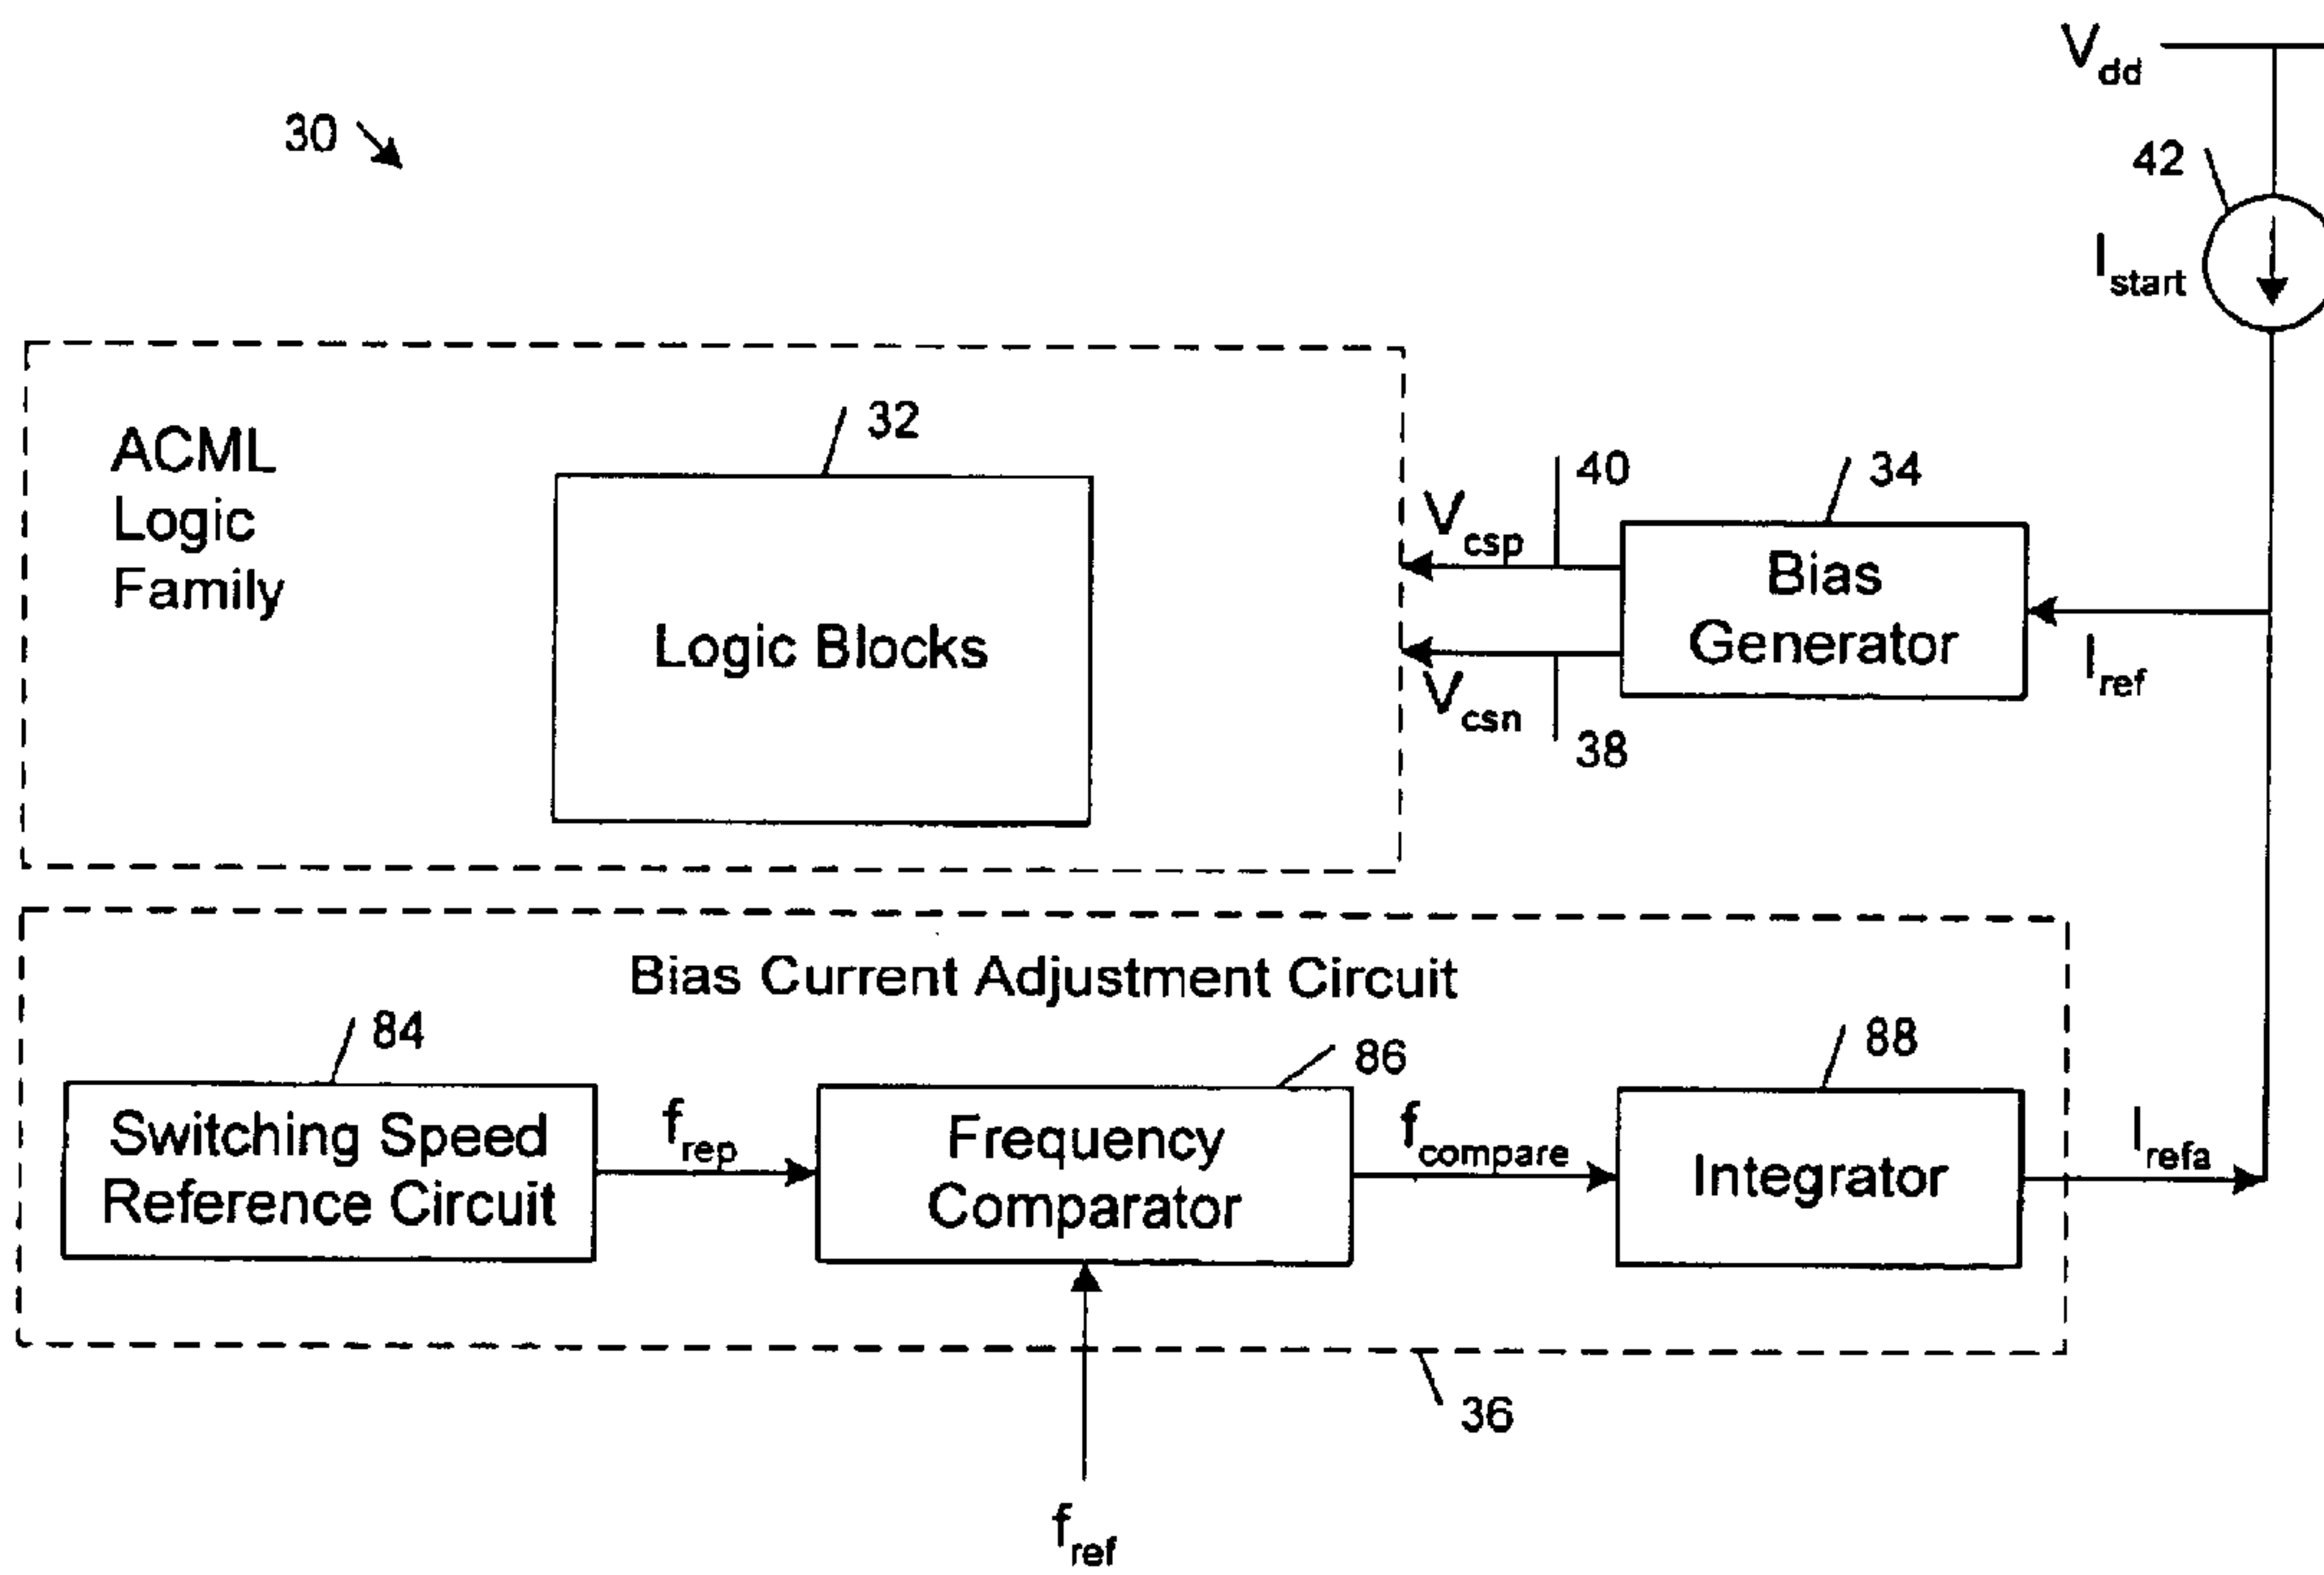 V_dd
30
42
I_start
ACML
Logic
Family
32
Logic Blocks
V_csp
40
V_csn
38
34
Bias
Generator
I_ref
Bias Current Adjustment Circuit
84
Switching Speed
Reference Circuit
f_rep
86
Frequency
Comparator
f_compare
88
Integrator
I_refa
36
f_ref